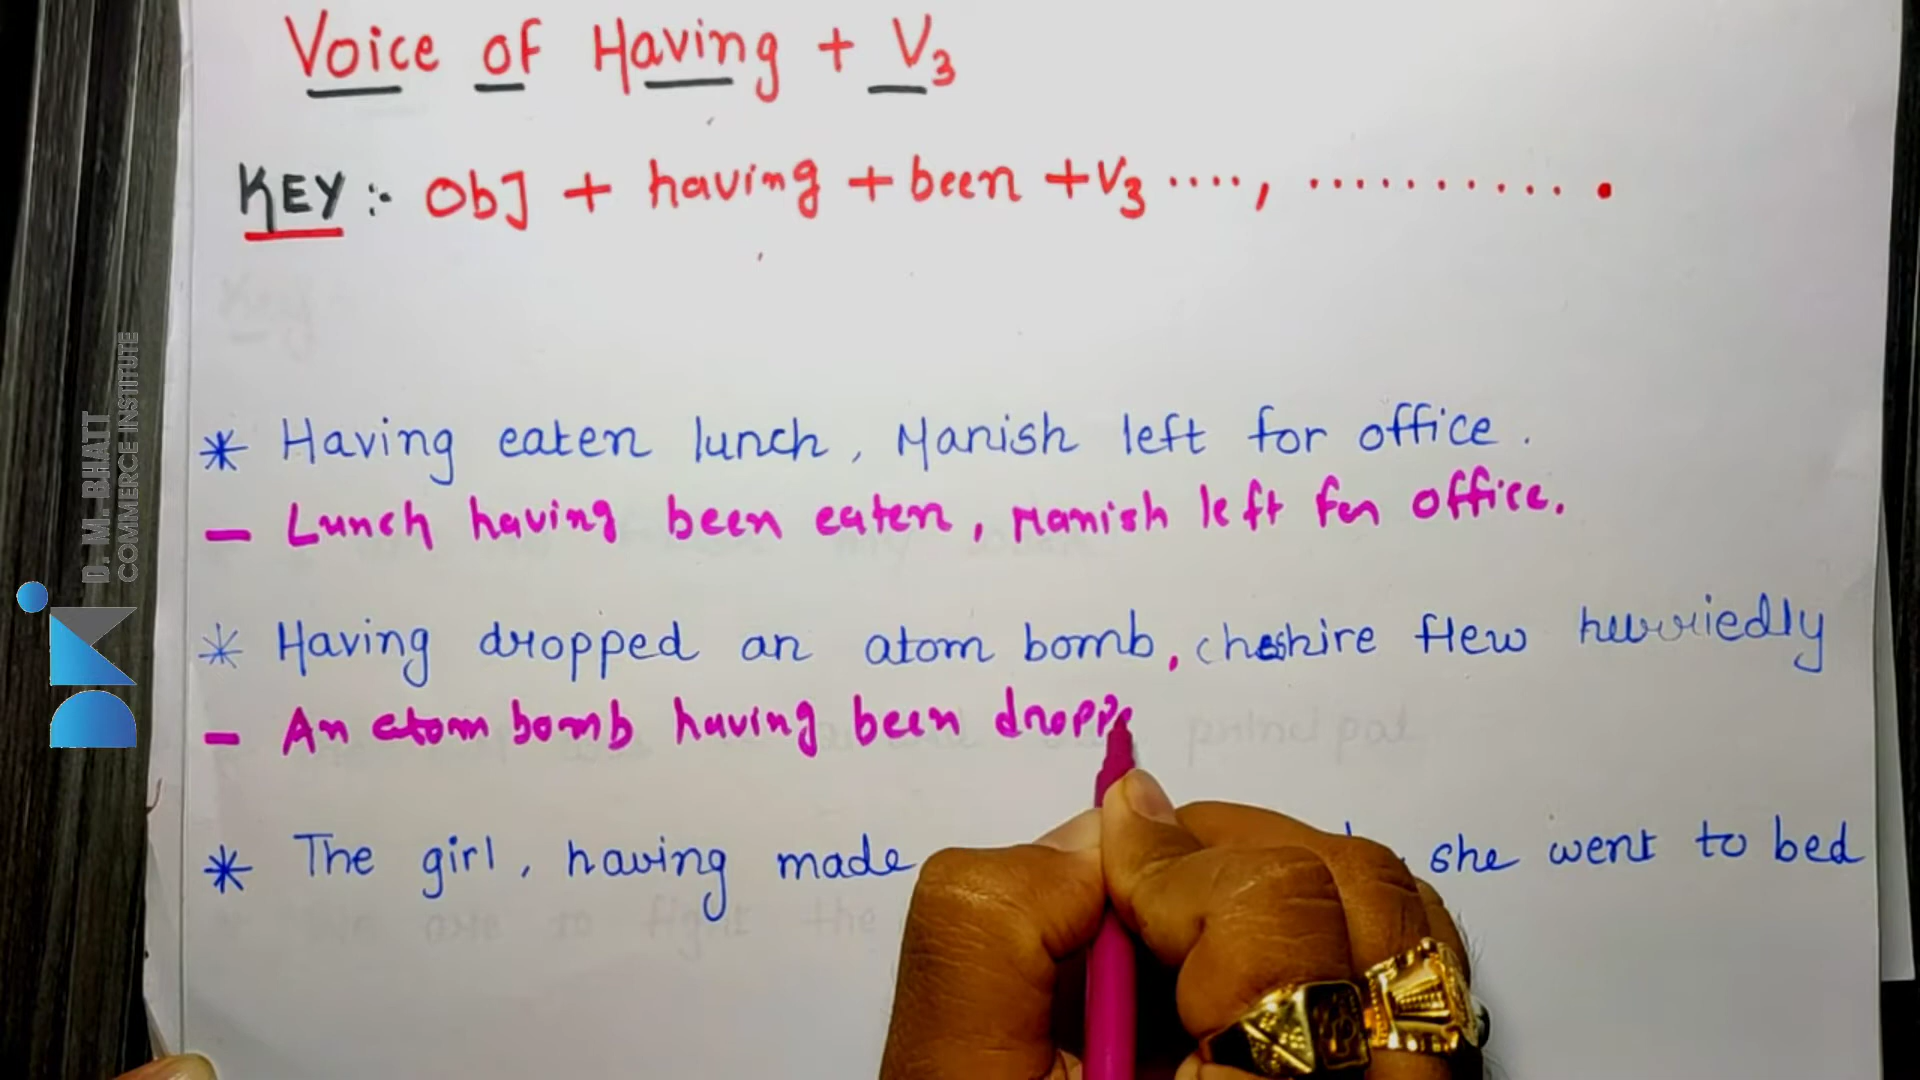 Voice of Having + V3
KEY :- Obj + having + been + V3 ...., ........... .
* Having eaten lunch, Manish left for office.
- Lunch having been eaten, Manish left for office.
* Having dropped an atom bomb, cheshire flew hurriedly
- An atom bomb having been droppe
* The girl, having made , she went to bed
D. M. BHATT
COMMERCE INSTITUTE